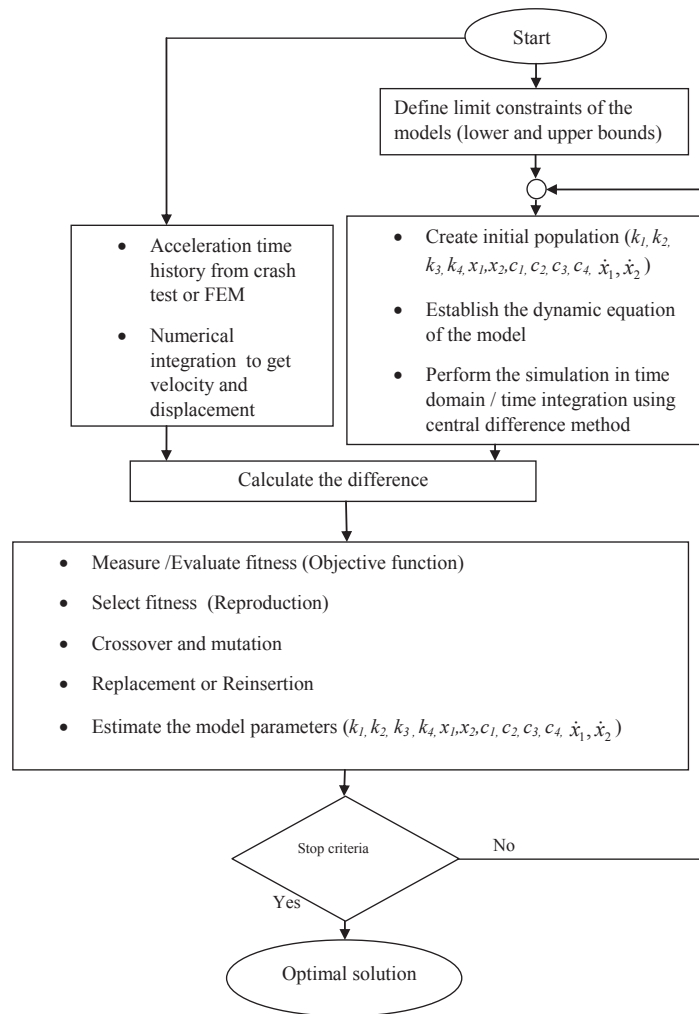 Start
Define limit constraints of the
models (lower and upper bounds)
• Acceleration time
history from crash
test or FEM
• Numerical
integration to get
velocity and
displacement
• Create initial population (k₁, k₂,
k₃, k₄, x₁,x₂,c₁, c₂, c₃, c₄, ẋ₁, ẋ₂ )
• Establish the dynamic equation
of the model
• Perform the simulation in time
domain / time integration using
central difference method
Calculate the difference
• Measure /Evaluate fitness (Objective function)
• Select fitness (Reproduction)
• Crossover and mutation
• Replacement or Reinsertion
• Estimate the model parameters (k₁, k₂, k₃ , k₄, x₁,x₂,c₁, c₂, c₃, c₄, ẋ₁, ẋ₂ )
Stop criteria
No
Yes
Optimal solution